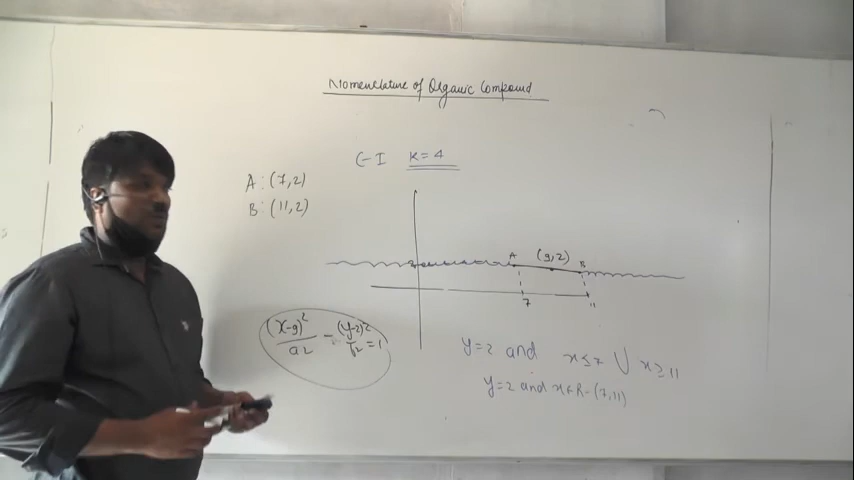 Nomenclature of Organic Compound
C-I K=4
A: (7,2)
B: (11,2)
A (9,2) B
2
7 11
(x-9)²/a² - (y-2)²/b² = 1
y=2 and x≤7 ∪ x≥11
y=2 and x∈R-(7,11)